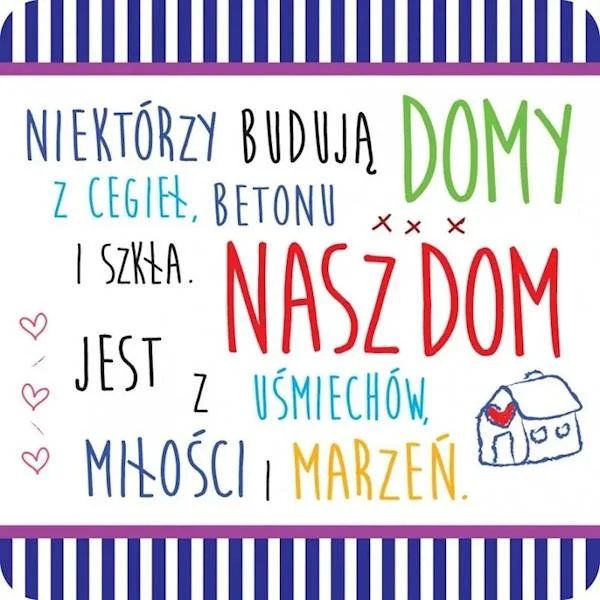 NIEKTÓRZY BUDUJĄ DOMY
Z CEGIEŁ, BETONU
x x x
I SZKŁA. NASZ DOM
JEST Z UŚMIECHÓW,
MIŁOŚCI I MARZEŃ.